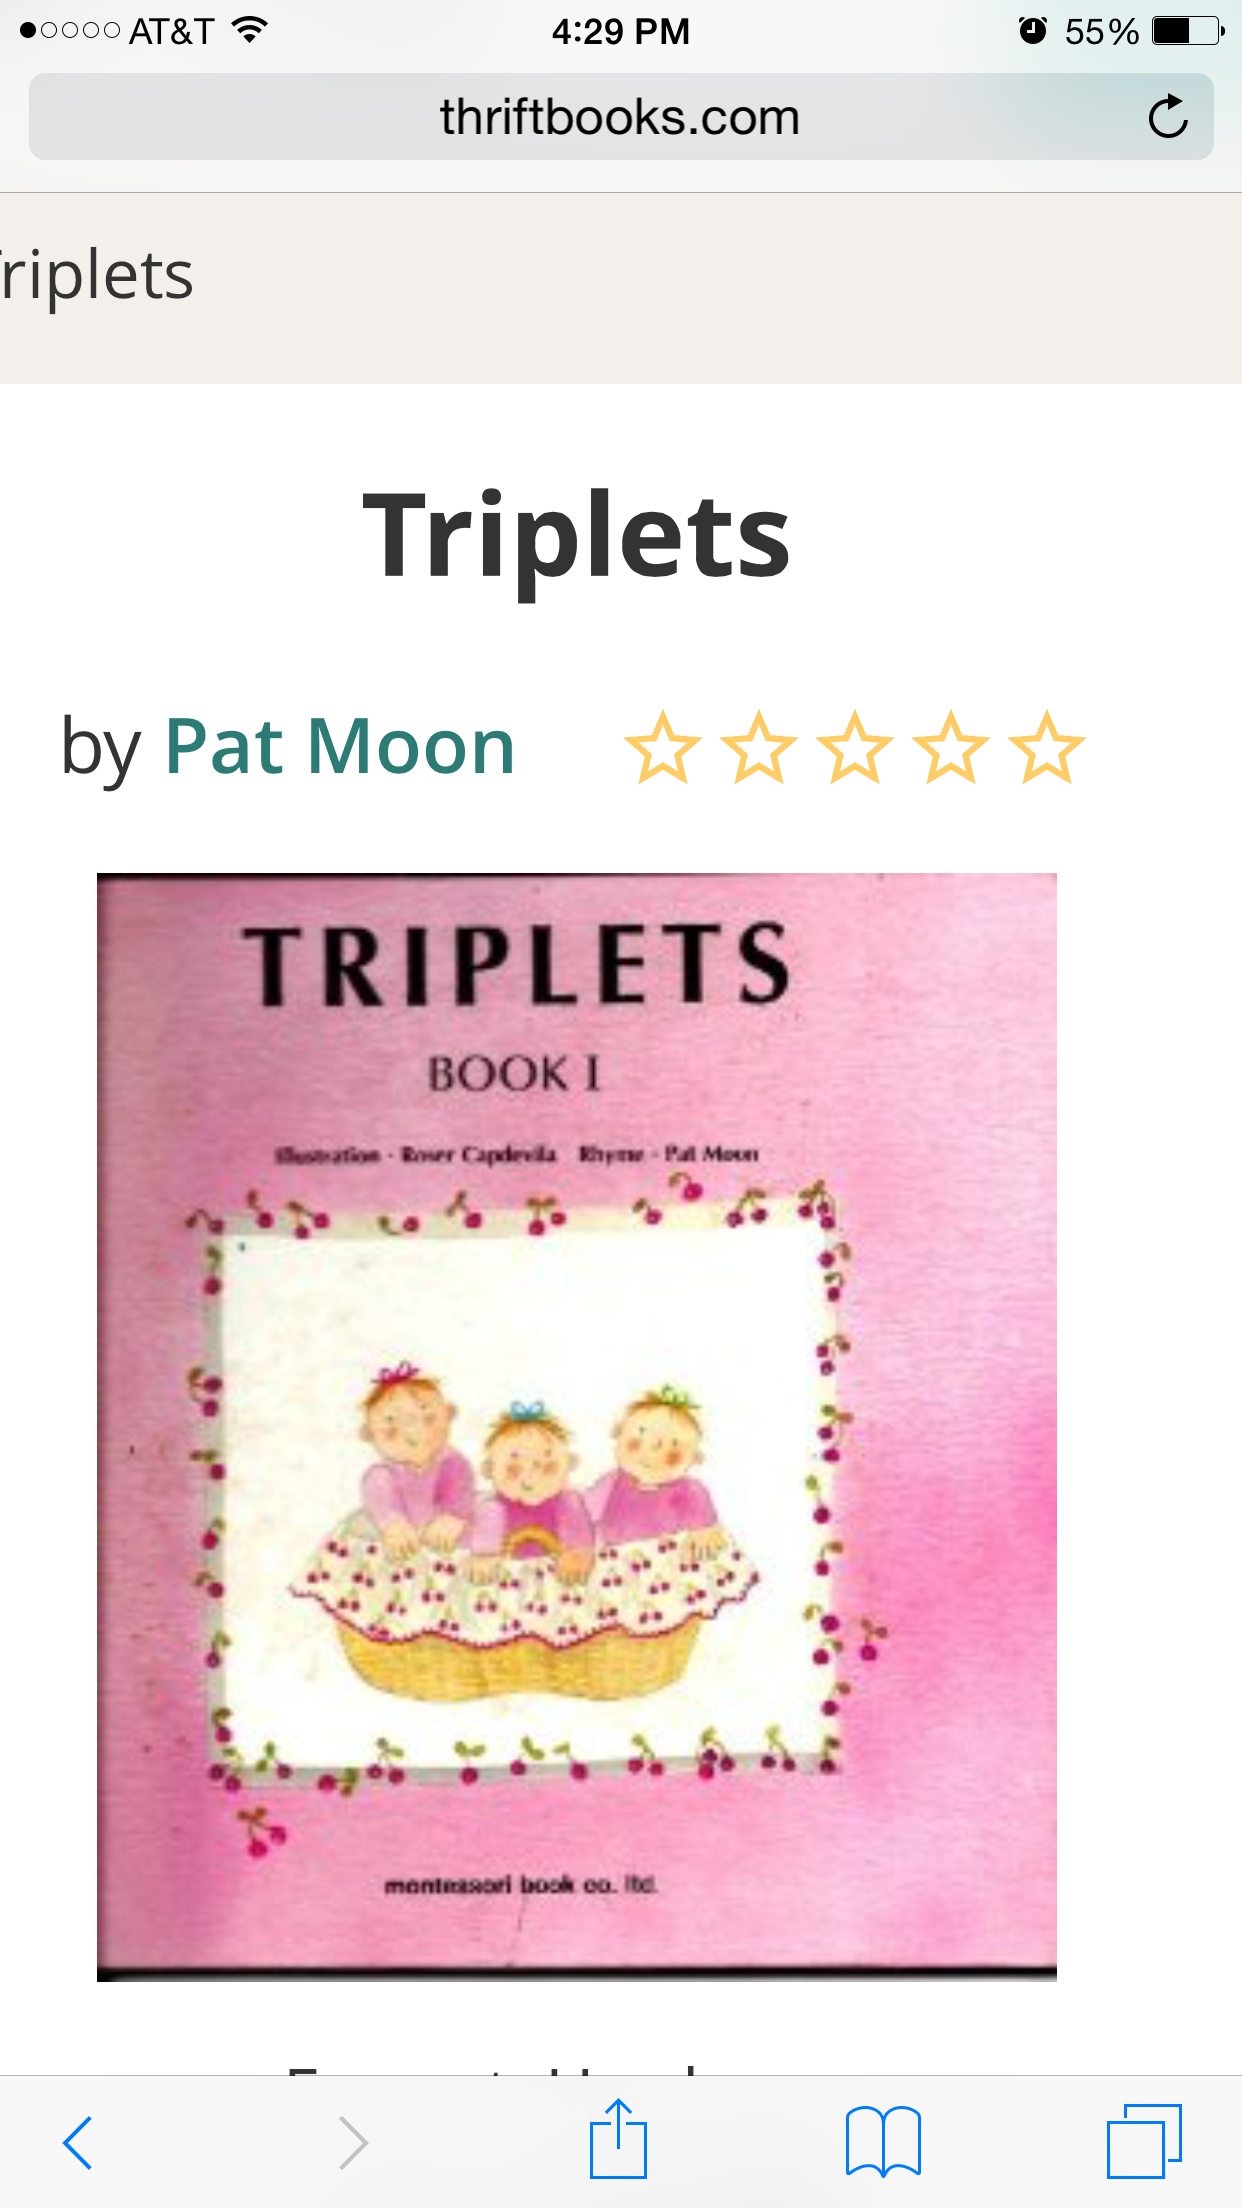 AT&T 4:29 PM 55%
thriftbooks.com
riplets
Triplets
by Pat Moon
TRIPLETS
BOOK I
Illustration - Roser Capdevila Rhyme - Pat Moon
montessori book co. ltd.